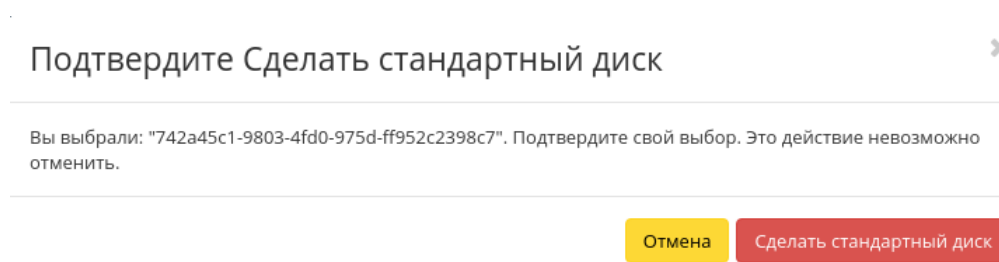 Подтвердите Сделать стандартный диск
Вы выбрали: "742a45c1-9803-4fd0-975d-ff952c2398c7". Подтвердите свой выбор. Это действие невозможно
отменить.
Отмена
Сделать стандартный диск